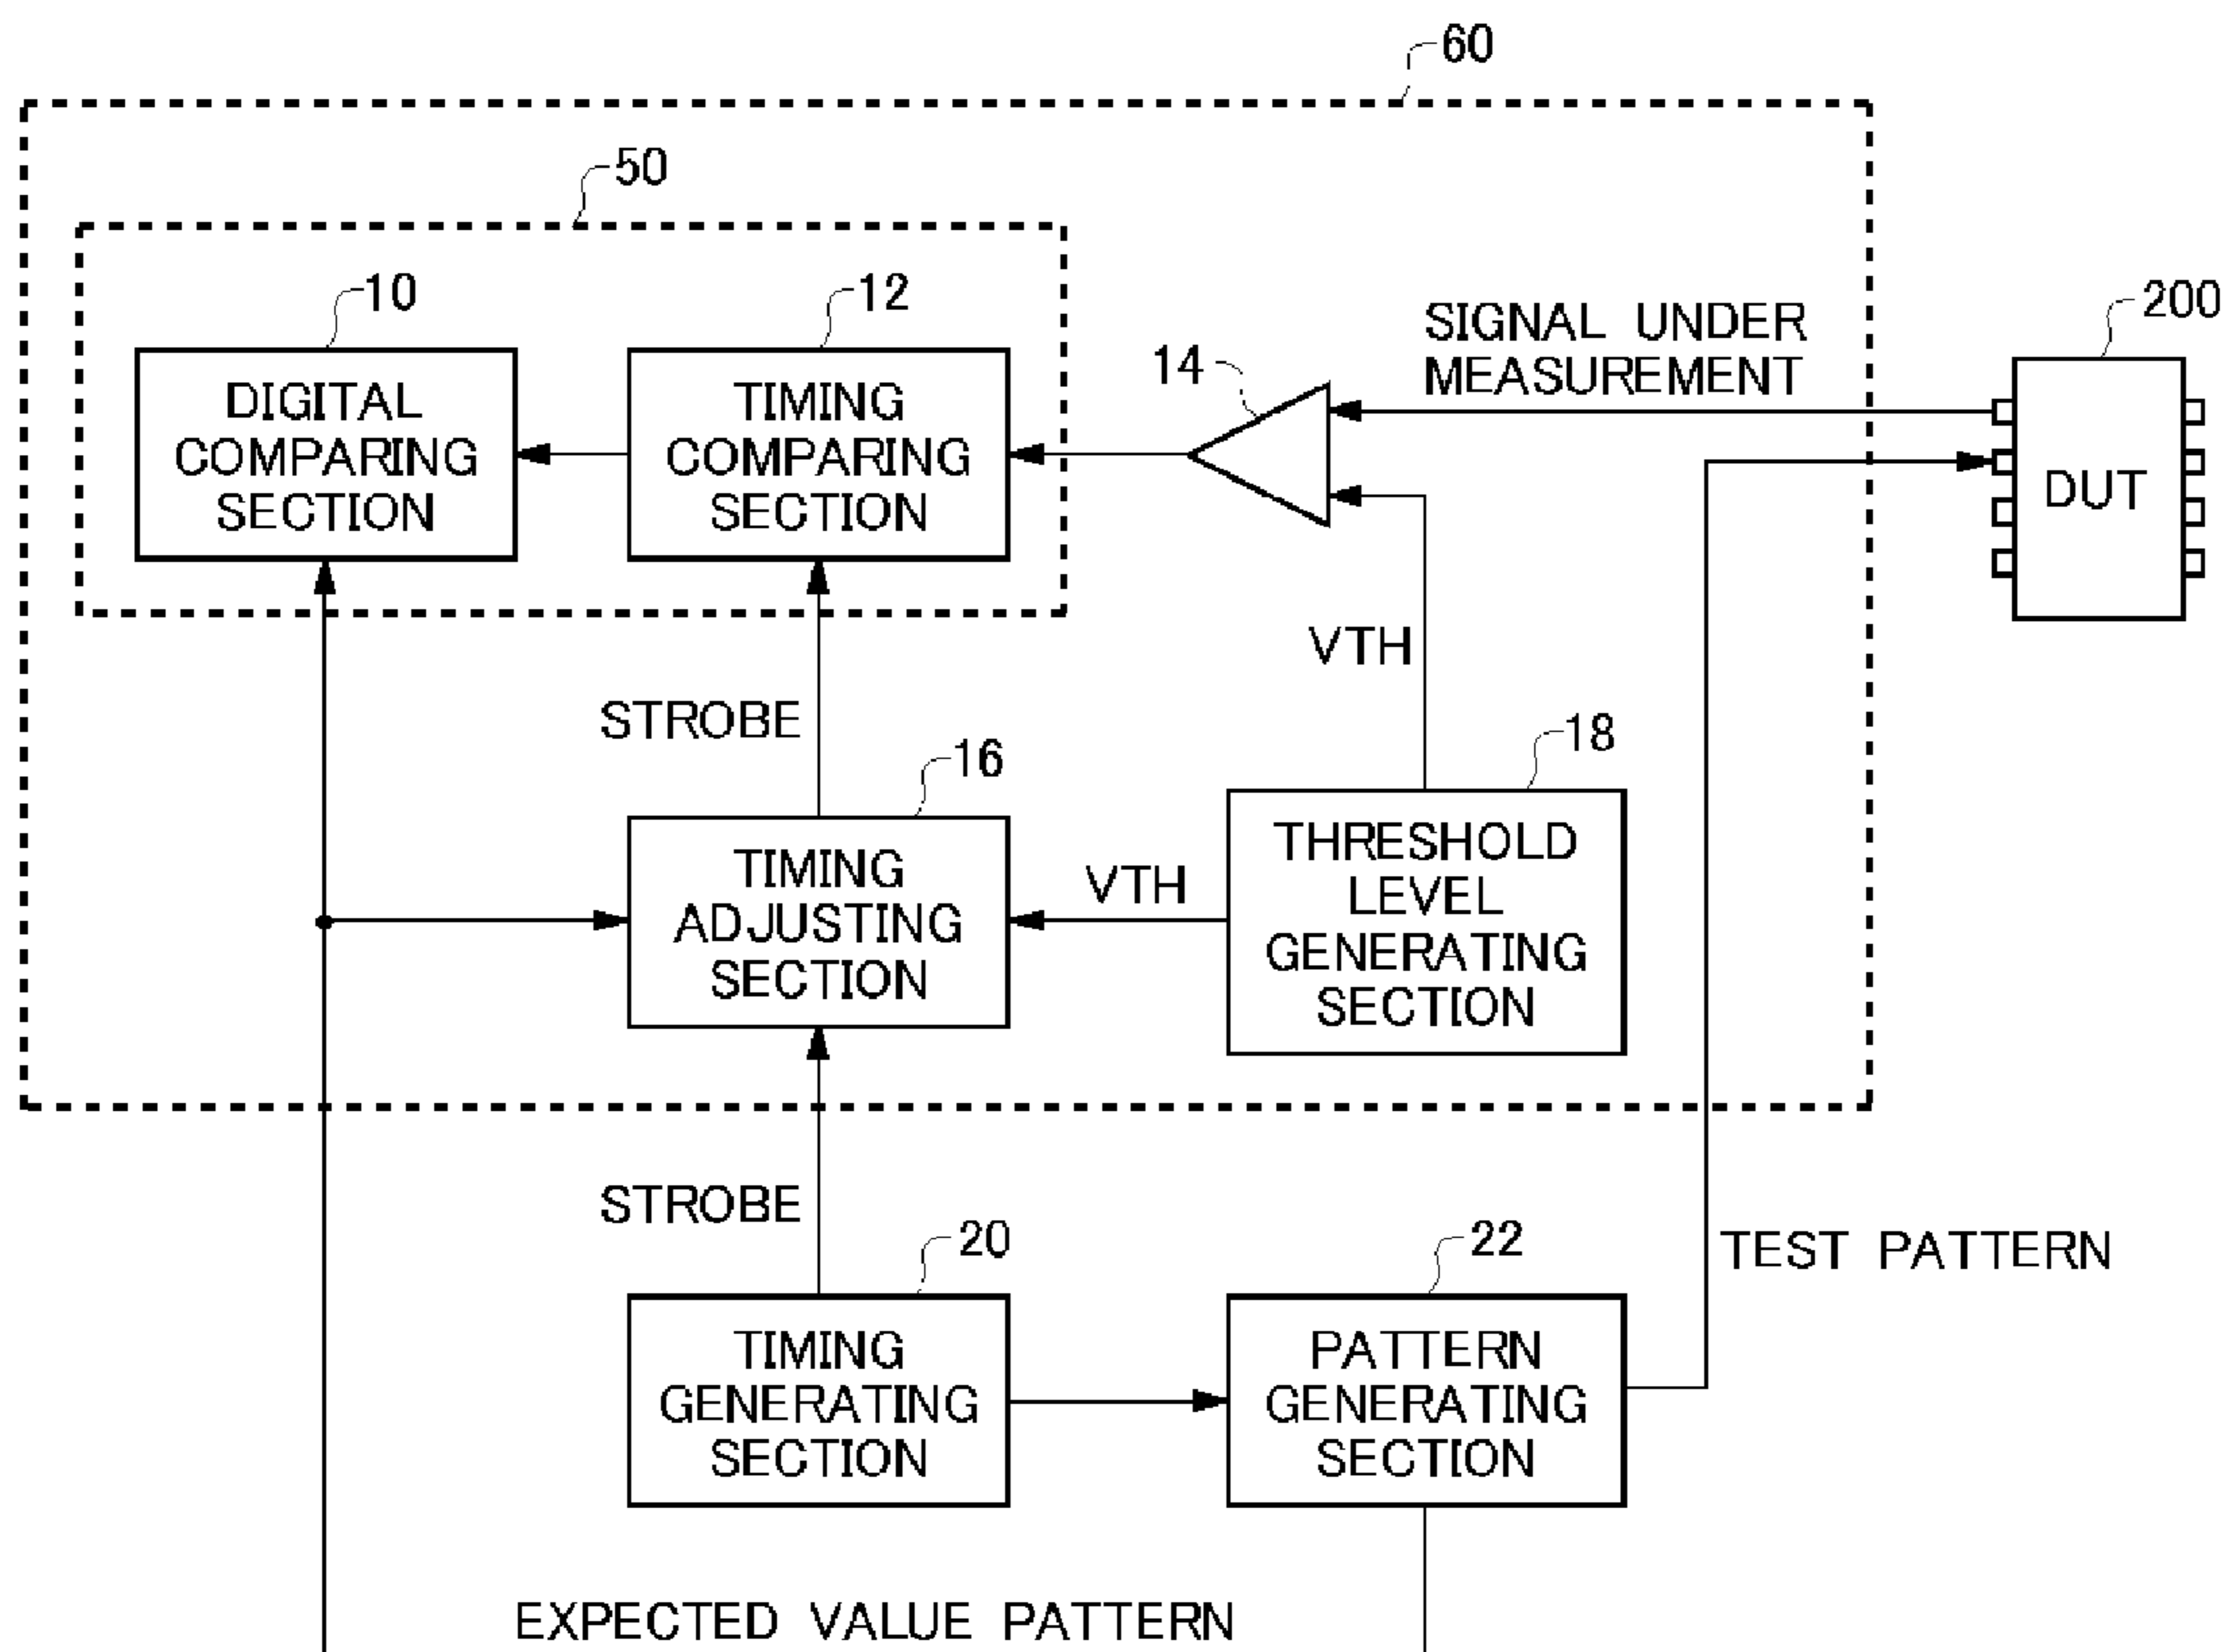 60
50
10
12
200
SIGNAL UNDER
MEASUREMENT
14
DIGITAL
COMPARING
SECTION
TIMING
COMPARING
SECTION
DUT
VTH
STROBE
18
16
THRESHOLD
LEVEL
GENERATING
SECTION
TIMING
ADJUSTING
SECTION
VTH
STROBE
20
22
TEST PATTERN
TIMING
GENERATING
SECTION
PATTERN
GENERATING
SECTION
EXPECTED VALUE PATTERN